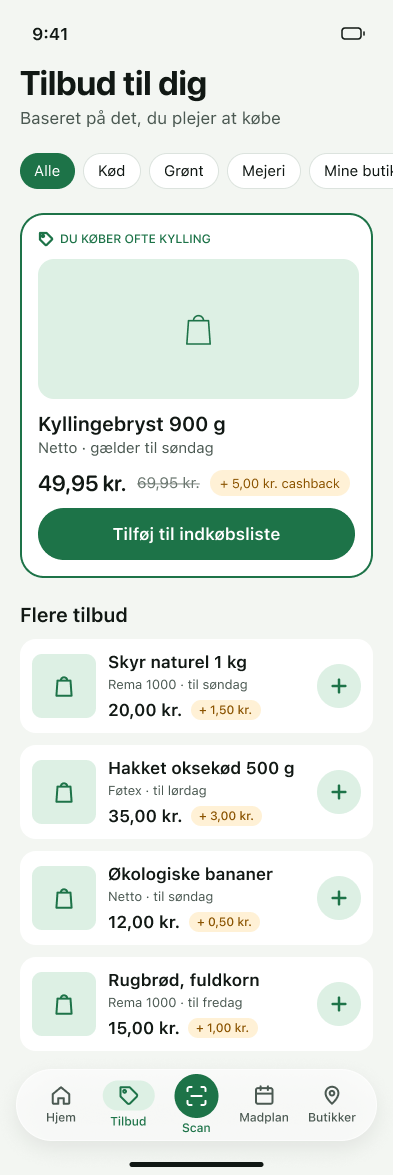 9:41
Tilbud til dig
Baseret på det, du plejer at købe
Alle
Kød
Grønt
Mejeri
Mine butik
DU KØBER OFTE KYLLING
Kyllingebryst 900 g
Netto · gælder til søndag
49,95 kr. 69,95 kr. + 5,00 kr. cashback
Tilføj til indkøbsliste
Flere tilbud
Skyr naturel 1 kg
Rema 1000 · til søndag
20,00 kr. + 1,50 kr.
Hakket oksekød 500 g
Føtex · til lørdag
35,00 kr. + 3,00 kr.
Økologiske bananer
Netto · til søndag
12,00 kr. + 0,50 kr.
Rugbrød, fuldkorn
Rema 1000 · til fredag
15,00 kr. + 1,00 kr.
Hjem
Tilbud
Scan
Madplan
Butikker